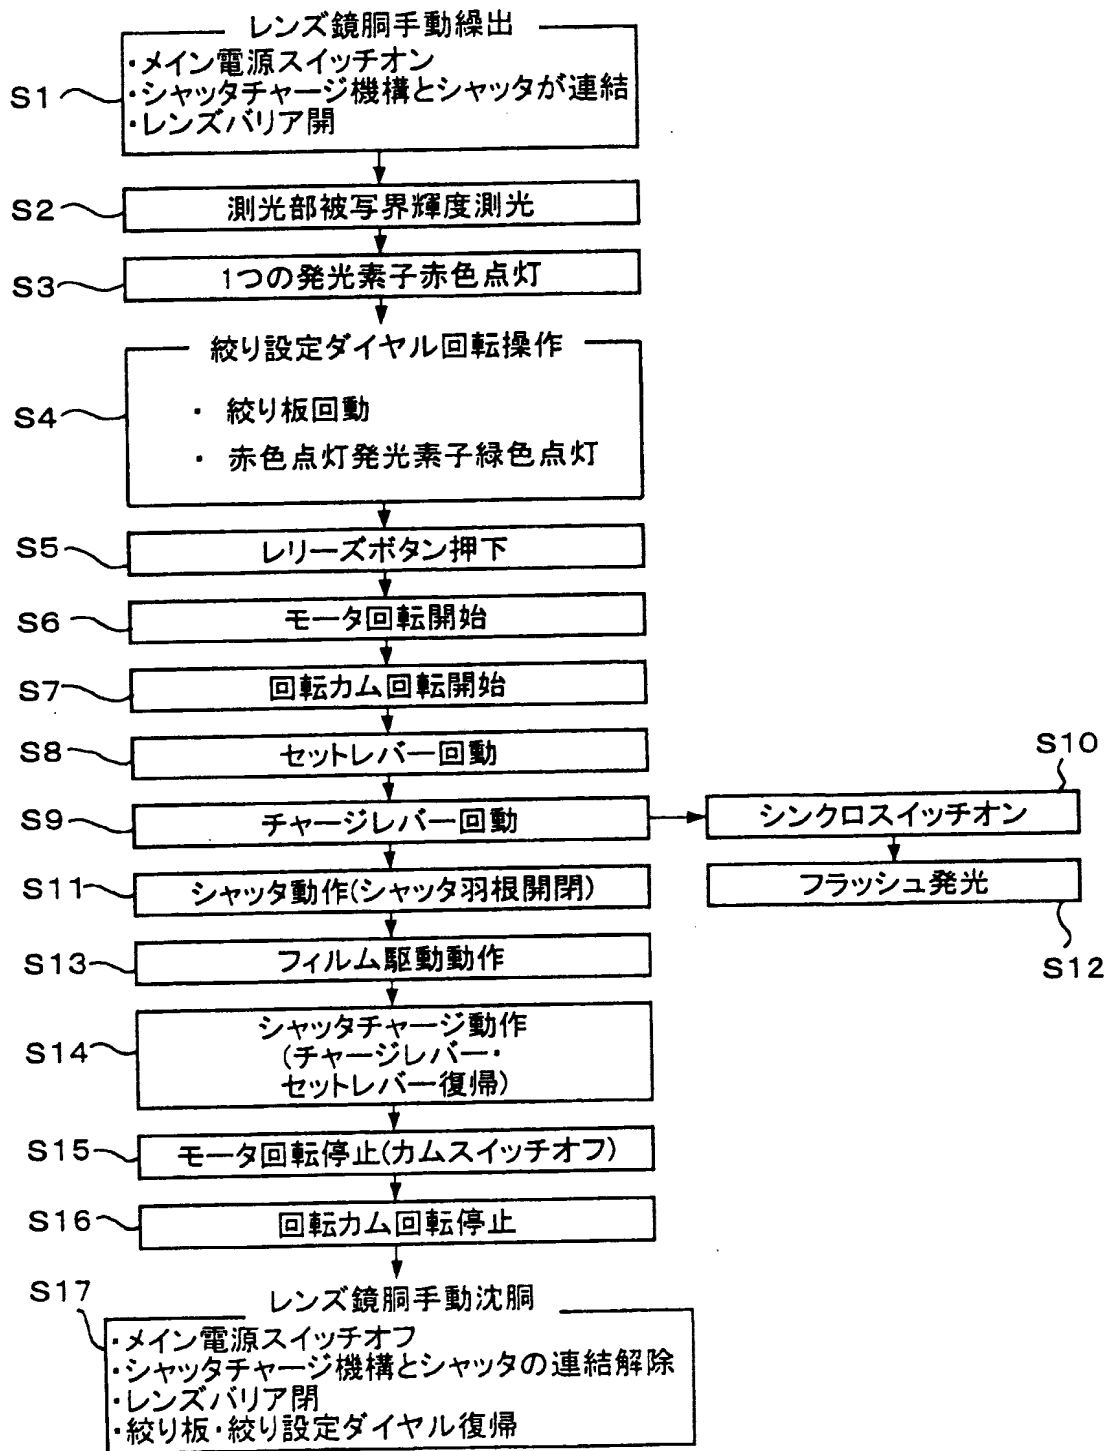 レンズ鏡胴手動繰出
・メイン電源スイッチオン
S1
・シャッタチャージ機構とシャッタが連結
・レンズバリア開
S2
測光部被写界輝度測光
S3
1つの発光素子赤色点灯
絞り設定ダイヤル回転操作
S4
・ 絞り板回動
・ 赤色点灯発光素子緑色点灯
S5
レリーズボタン押下
S6
モータ回転開始
S7
回転カム回転開始
S8
セットレバー回動
S9
チャージレバー回動
S10
シンクロスイッチオン
S11
シャッタ動作(シャッタ羽根開閉)
フラッシュ発光
S12
S13
フィルム駆動動作
S14
シャッタチャージ動作
(チャージレバー・
セットレバー復帰)
S15
モータ回転停止(カムスイッチオフ)
S16
回転カム回転停止
S17
レンズ鏡胴手動沈胴
・メイン電源スイッチオフ
・シャッタチャージ機構とシャッタの連結解除
・レンズバリア閉
・絞り板・絞り設定ダイヤル復帰